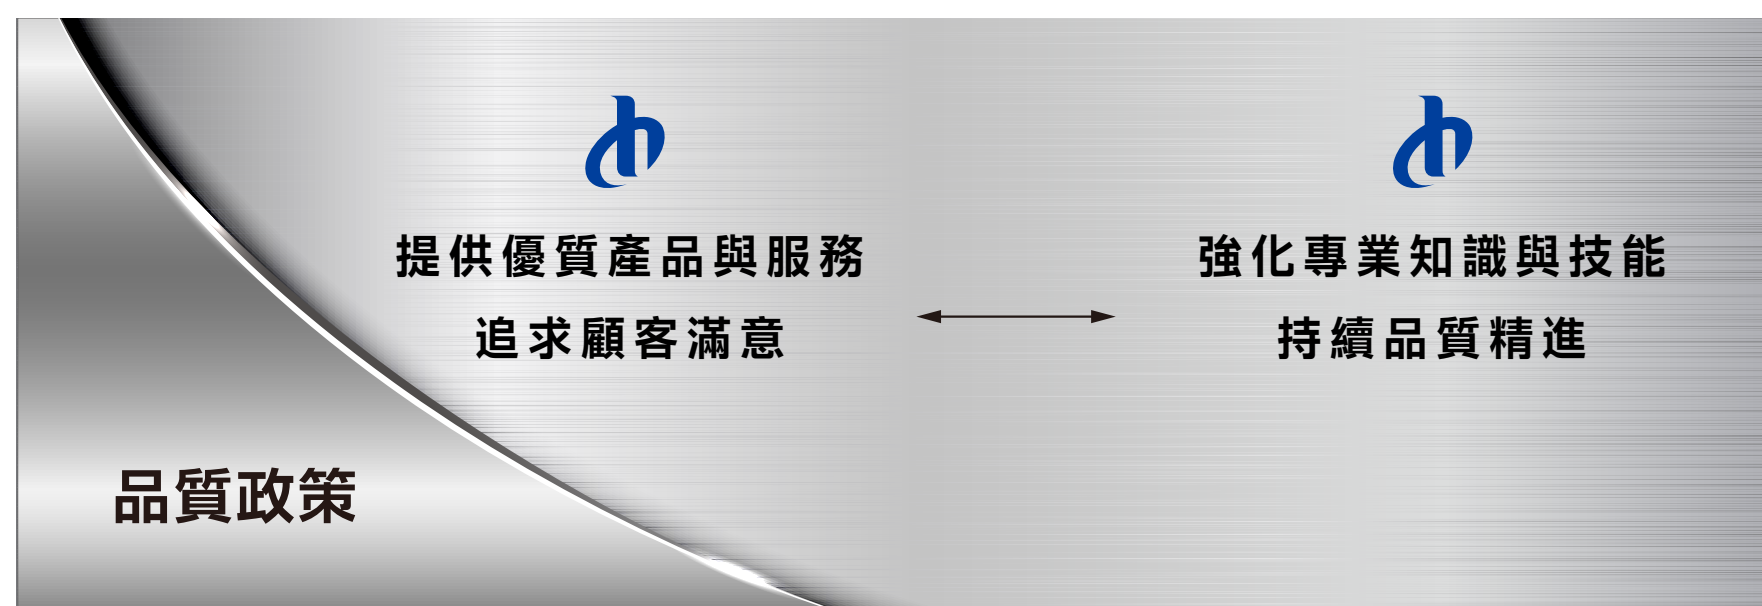 提供優質產品與服務
追求顧客滿意
強化專業知識與技能
持續品質精進
品質政策